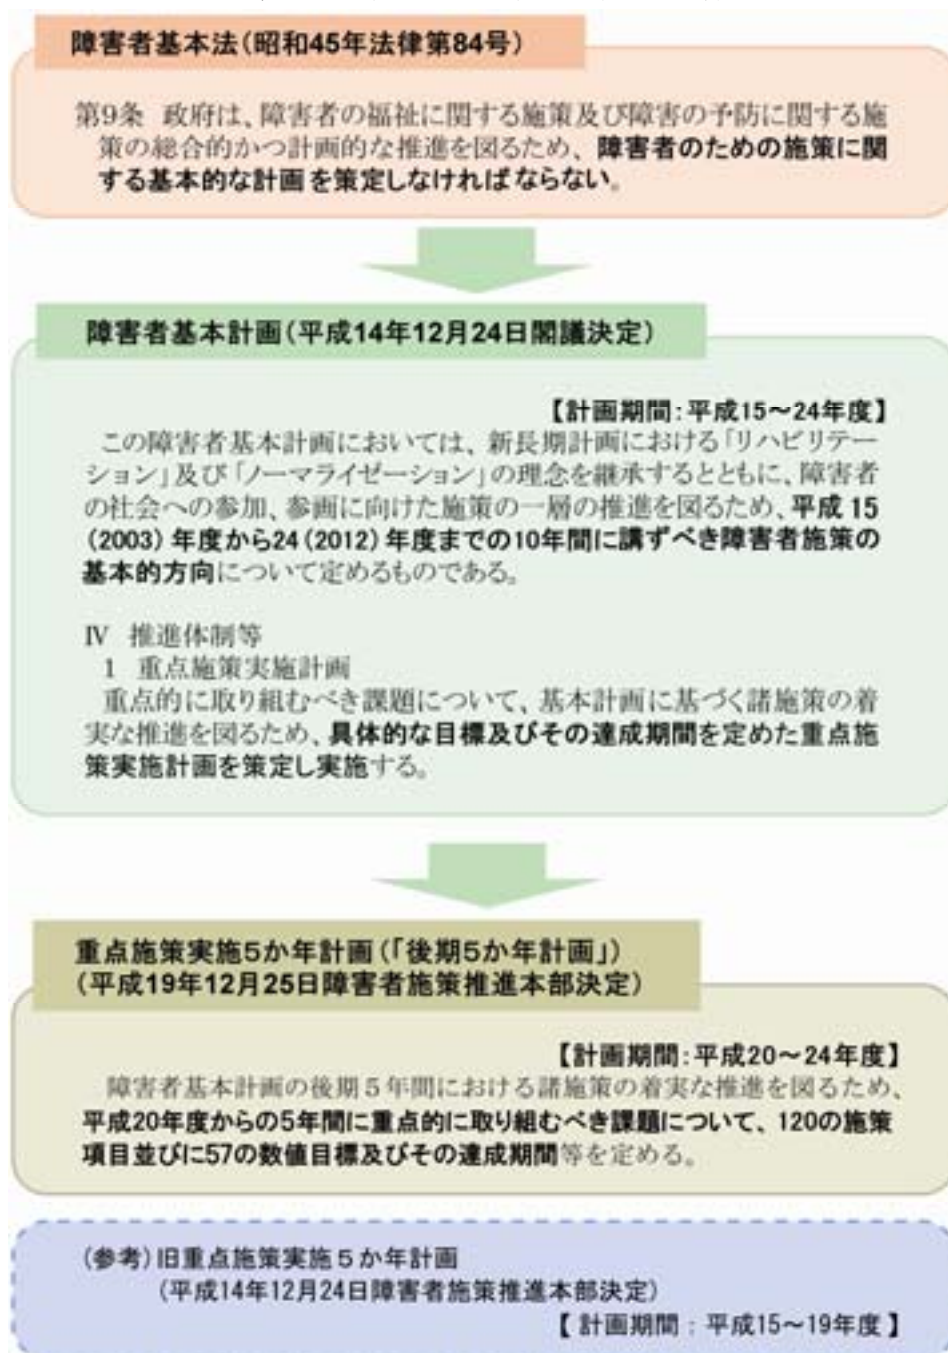 障害者基本法(昭和45年法律第84号)
第9条 政府は、障害者の福祉に関する施策及び障害の予防に関する施
策の総合的かつ計画的な推進を図るため、障害者のための施策に関
する基本的な計画を策定しなければならない。
障害者基本計画(平成14年12月24日閣議決定)
【計画期間:平成15～24年度】
この障害者基本計画においては、新長期計画における「リハビリテー
ション」及び「ノーマライゼーション」の理念を継承するとともに、障害者
の社会への参加、参画に向けた施策の一層の推進を図るため、平成 15
(2003) 年度から24(2012)年度までの10年間に講ずべき障害者施策の
基本的方向について定めるものである。
Ⅳ 推進体制等
1 重点施策実施計画
重点的に取り組むべき課題について、基本計画に基づく諸施策の着
実な推進を図るため、具体的な目標及びその達成期間を定めた重点施
策実施計画を策定し実施する。
重点施策実施5か年計画(「後期5か年計画」)
(平成19年12月25日障害者施策推進本部決定)
【計画期間:平成20～24年度】
障害者基本計画の後期5年間における諸施策の着実な推進を図るため、
平成20年度からの5年間に重点的に取り組むべき課題について、120の施策
項目並びに57の数値目標及びその達成期間等を定める。
(参考)旧重点施策実施5か年計画
(平成14年12月24日障害者施策推進本部決定)
【計画期間:平成15～19年度】